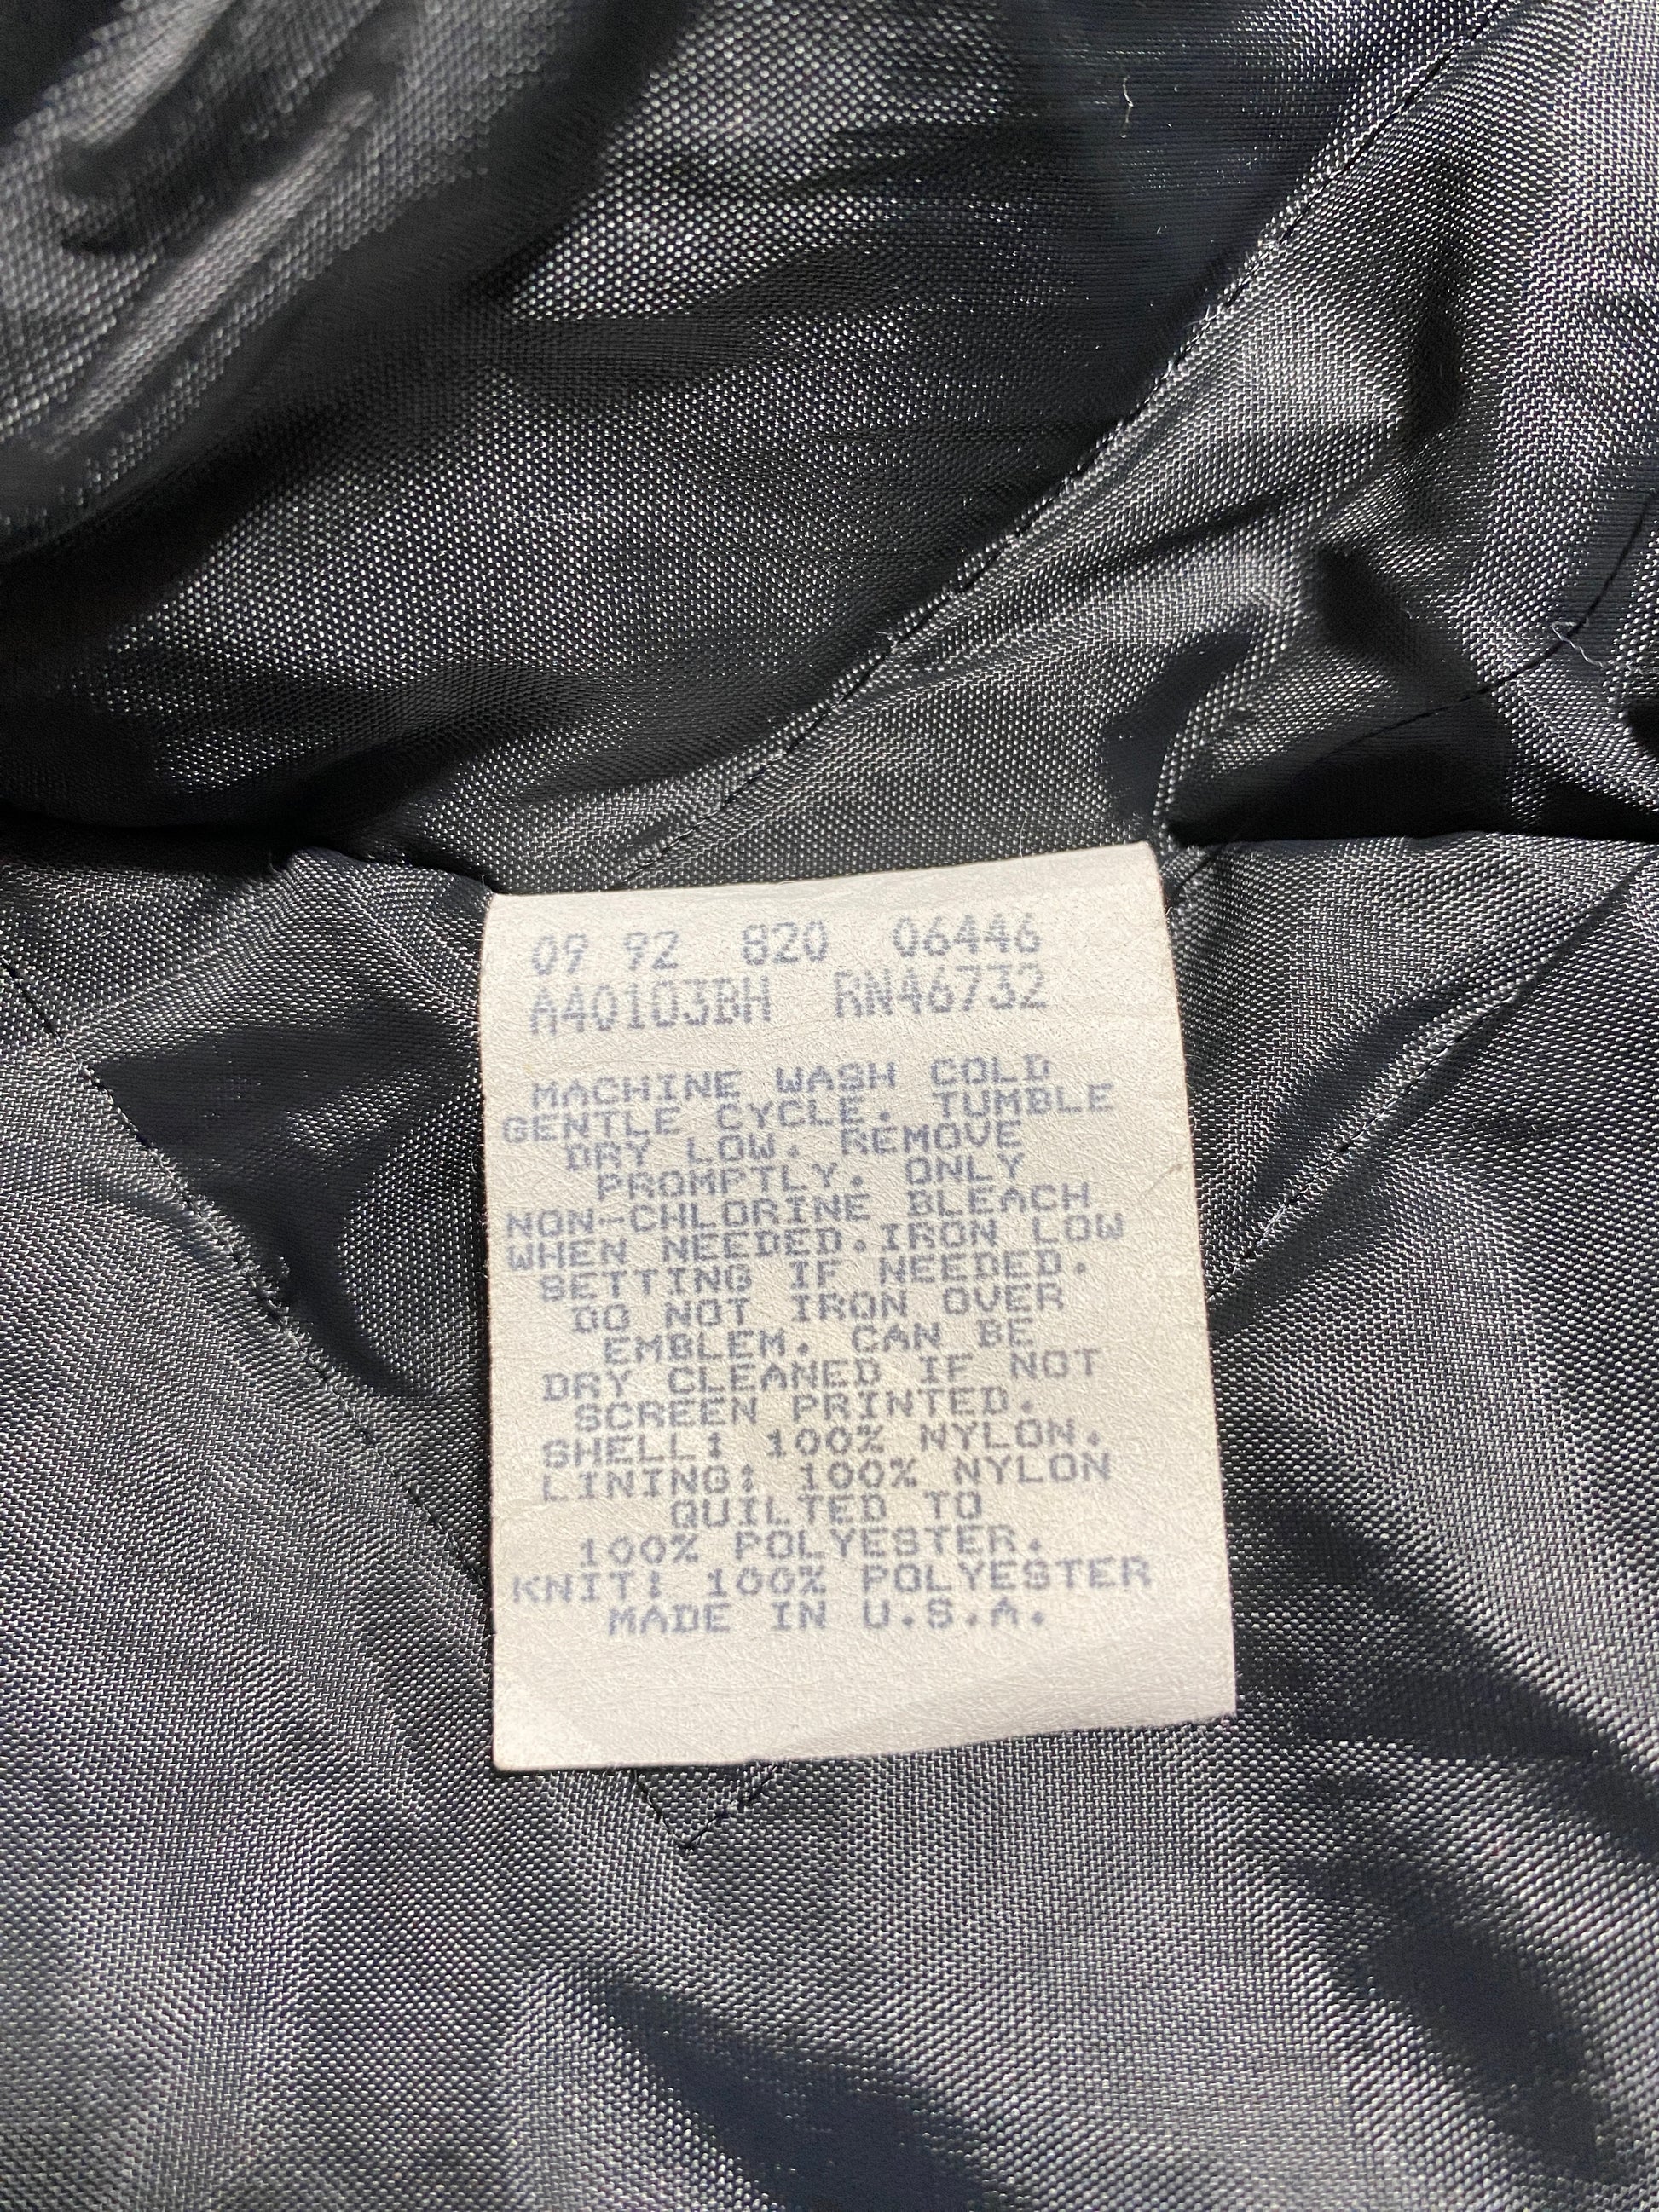 09 92 820 06446
A40103BH RN46732
MACHINE WASH COLD
GENTLE CYCLE. TUMBLE
DRY LOW. REMOVE
PROMPTLY. ONLY
NON-CHLORINE BLEACH
WHEN NEEDED.IRON LOW
SETTING IF NEEDED.
DO NOT IRON OVER
EMBLEM. CAN BE
DRY CLEANED IF NOT
SCREEN PRINTED.
SHELL: 100% NYLON.
LINING: 100% NYLON
QUILTED TO
100% POLYESTER.
KNIT: 100% POLYESTER
MADE IN U.S.A.